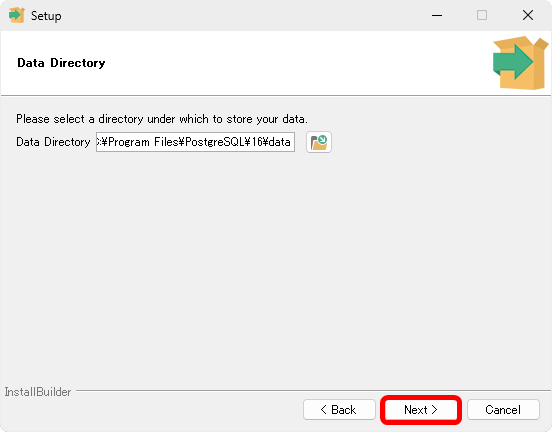 Setup
Data Directory
Please select a directory under which to store your data.
Data Directory :¥Program Files¥PostgreSQL¥16¥data
InstallBuilder
< Back Next > Cancel